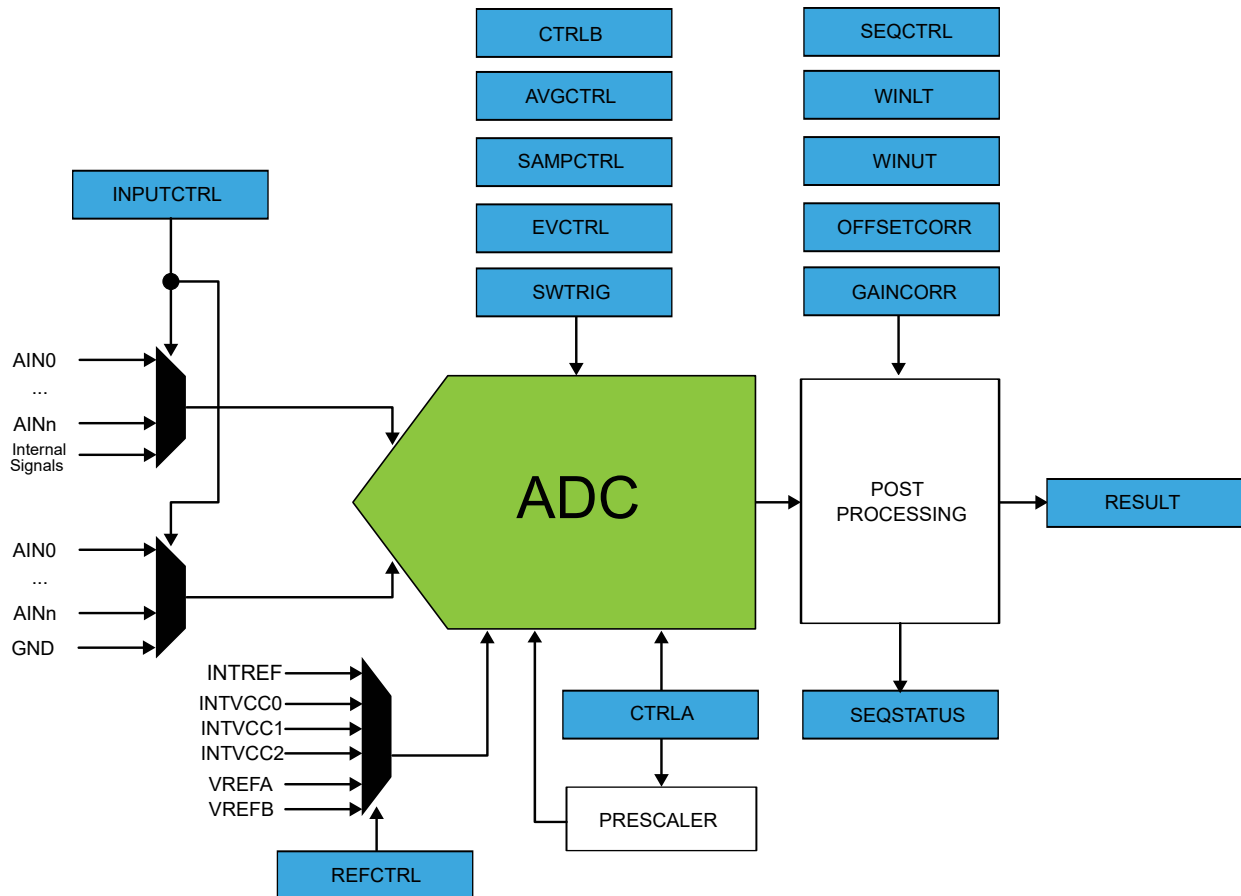 CTRLB
SEQCTRL
AVGCTRL
WINLT
SAMPCTRL
WINUT
INPUTCTRL
EVCTRL
OFFSETCORR
SWTRIG
GAINCORR
AIN0
...
AINn
Internal
Signals
ADC
POST
PROCESSING
RESULT
AIN0
...
AINn
GND
INTREF
INTVCC0
INTVCC1
INTVCC2
VREFA
VREFB
CTRLA
SEQSTATUS
PRESCALER
REFCTRL